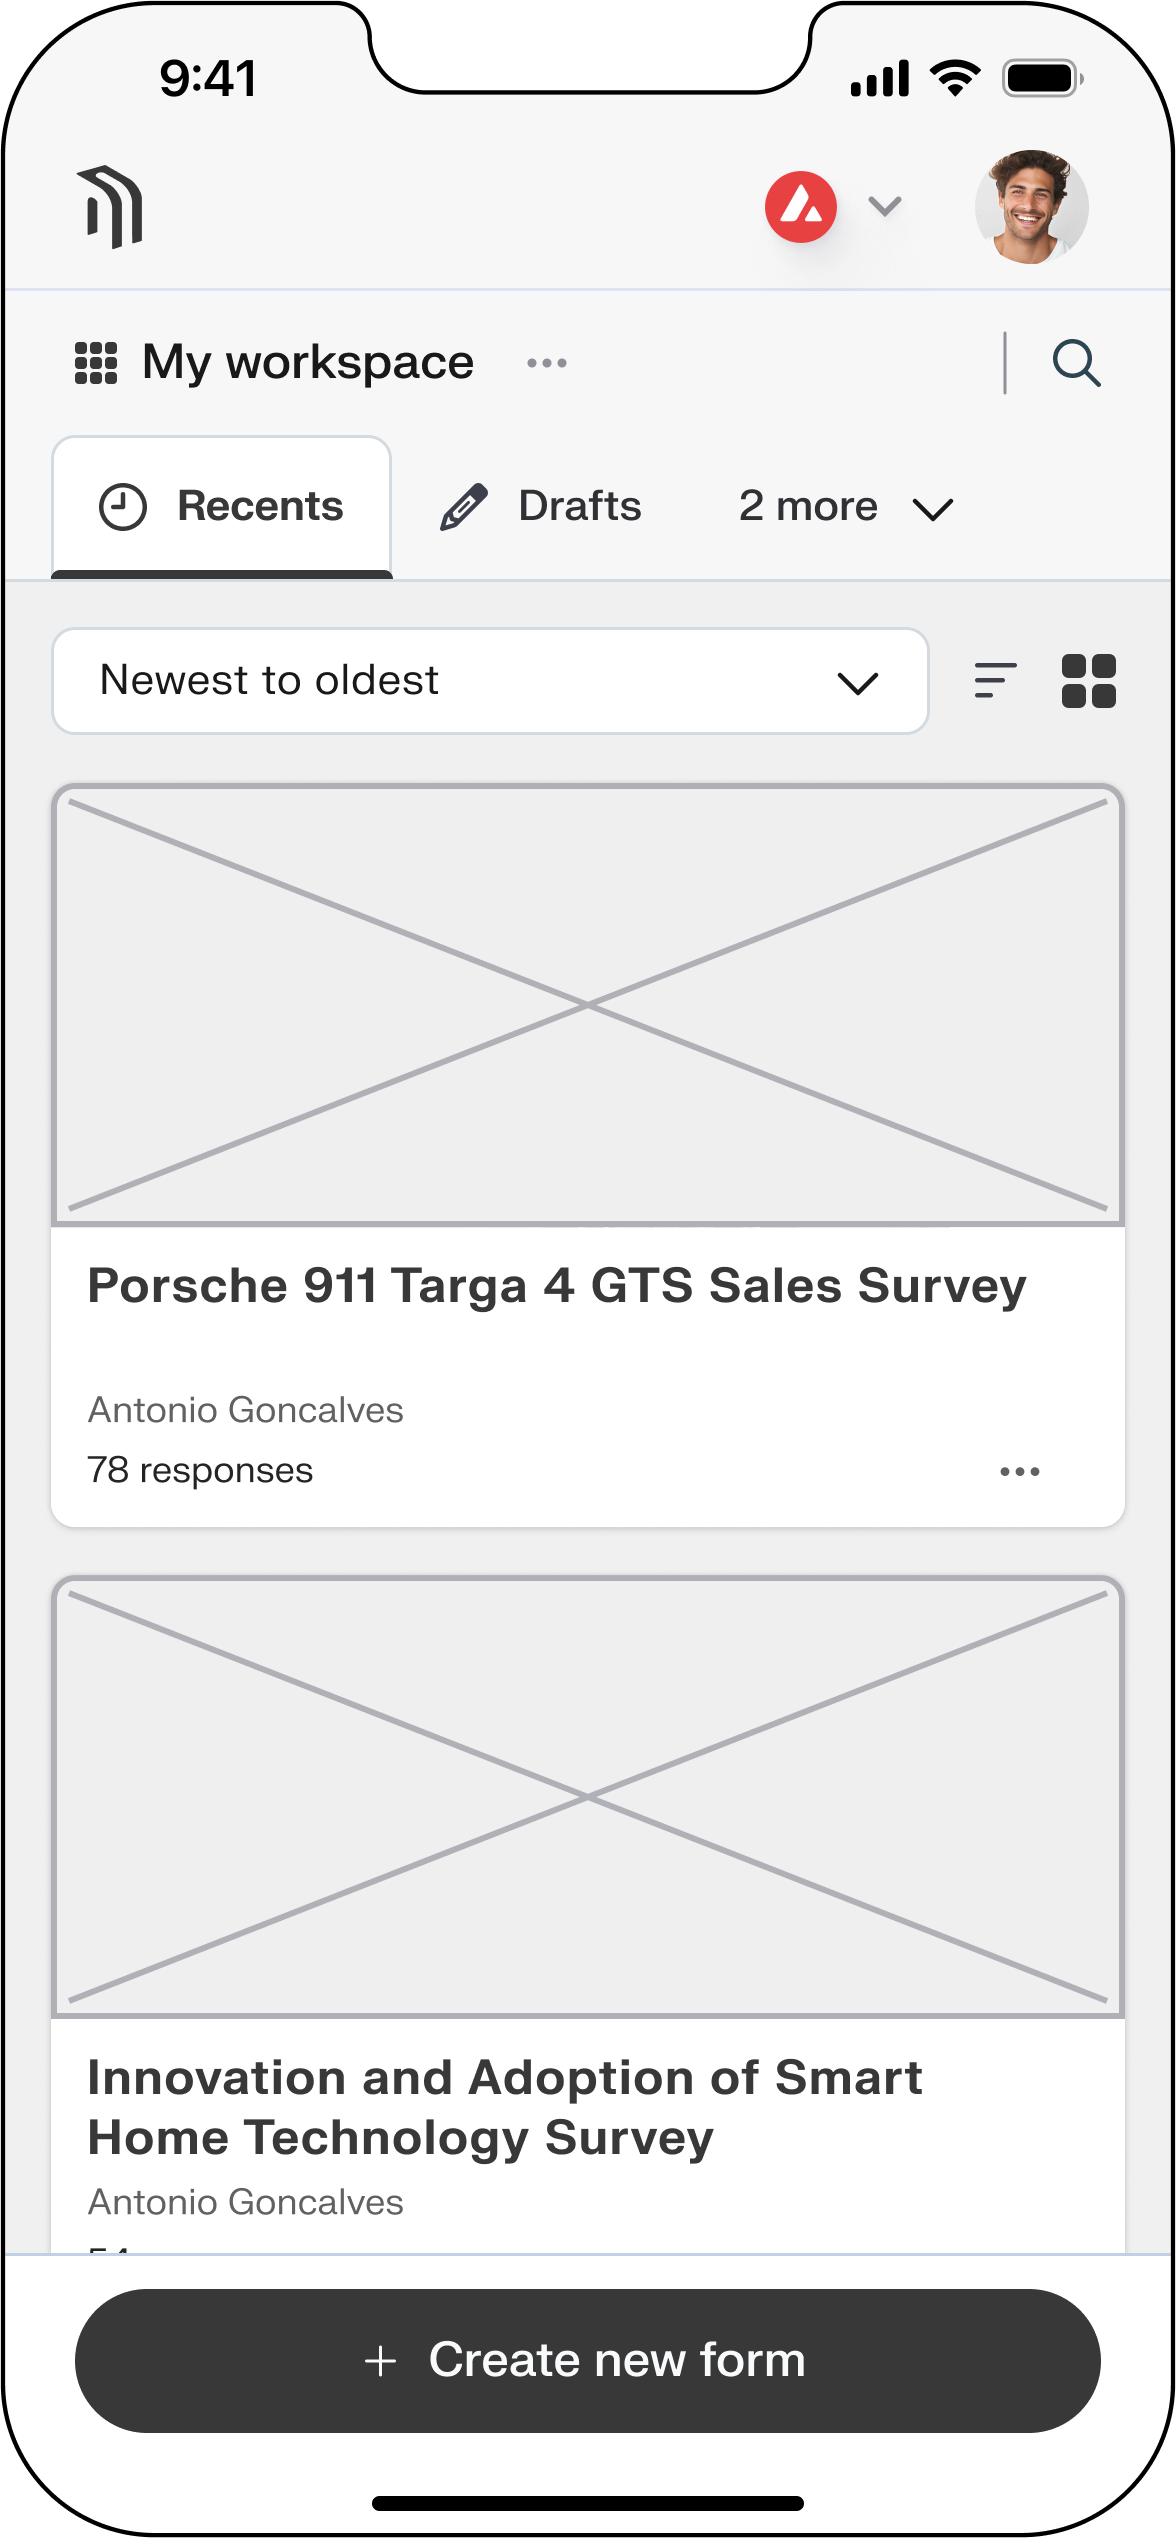 9:41
My workspace
Recents
Drafts
2 more
Newest to oldest
Porsche 911 Targa 4 GTS Sales Survey
Antonio Goncalves
78 responses
Innovation and Adoption of Smart
Home Technology Survey
Antonio Goncalves
Create new form